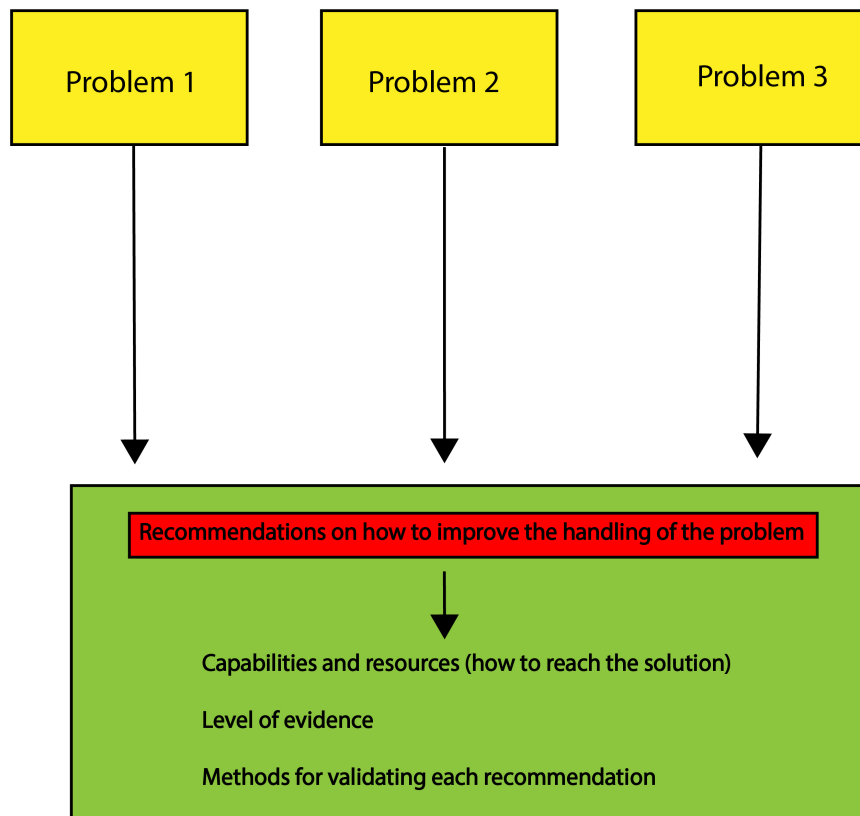 Problem 1
Problem 2
Problem 3
Recommendations on how to improve the handling of the problem
Capabilities and resources (how to reach the solution)
Level of evidence
Methods for validating each recommendation